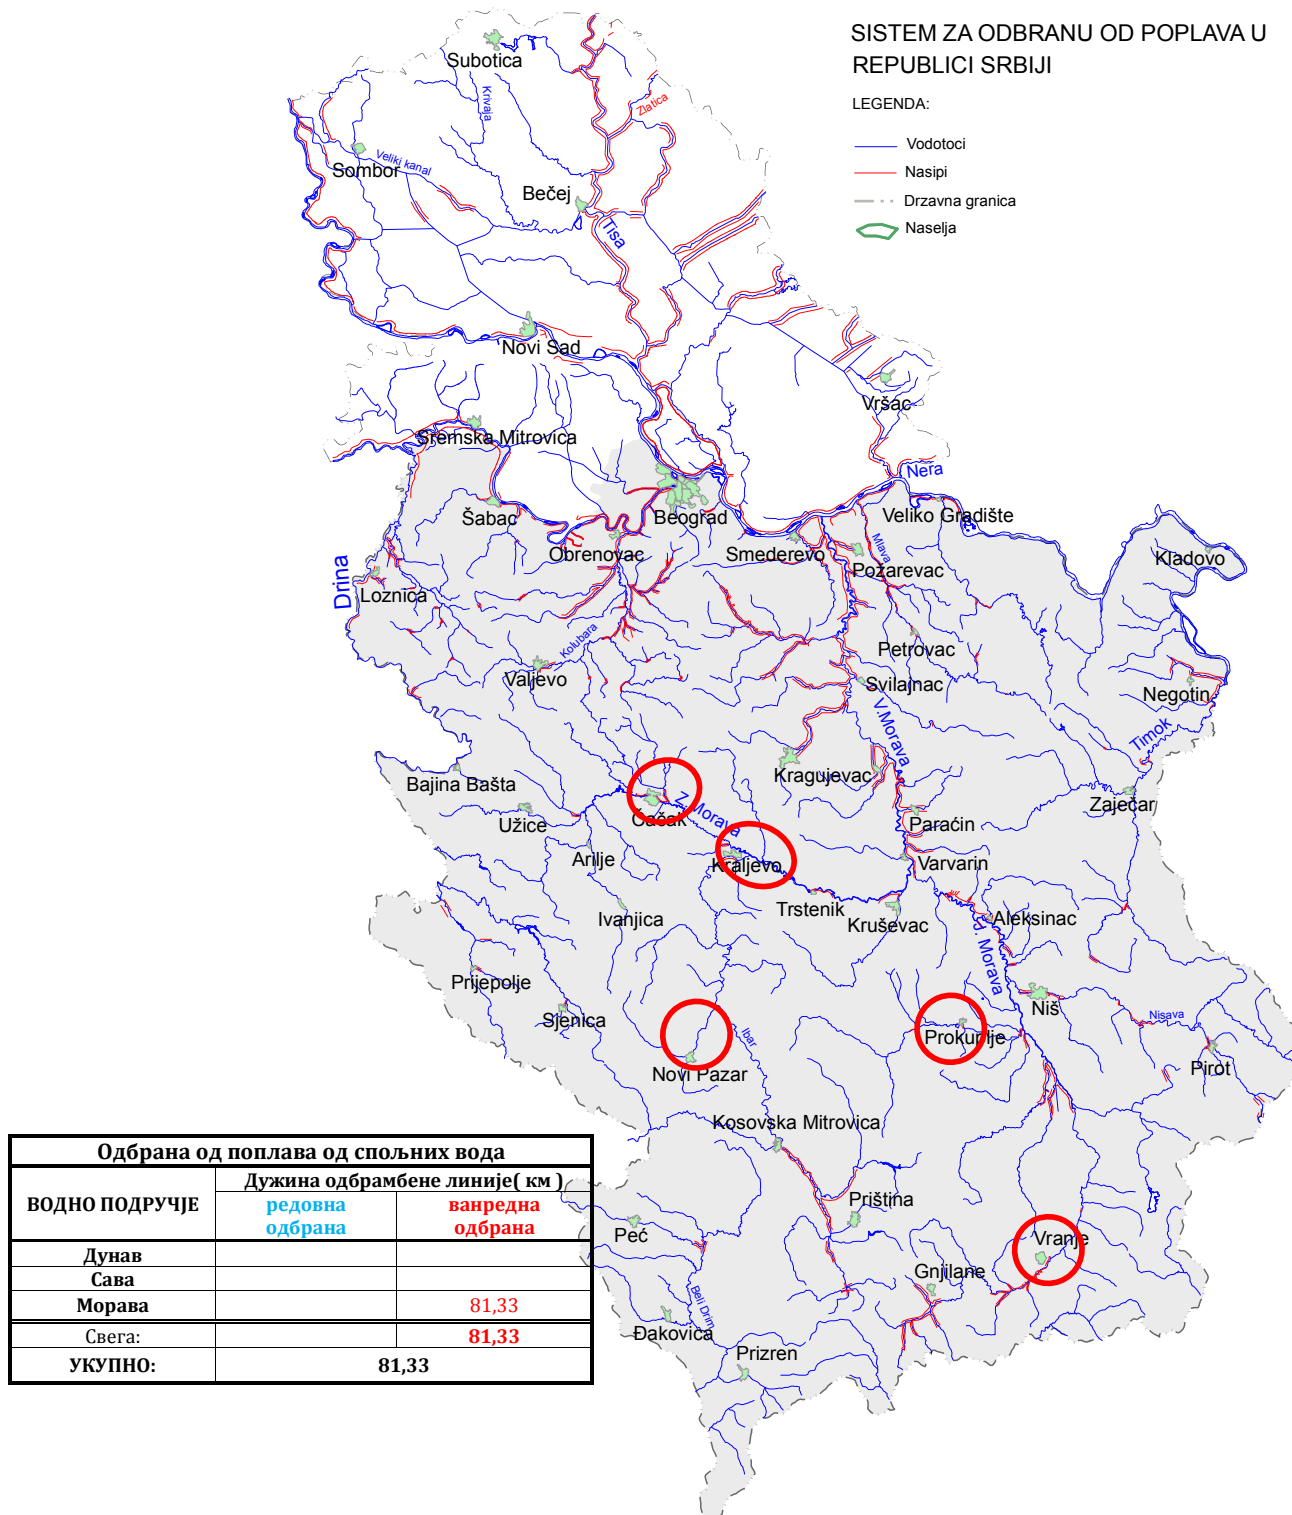 SISTEM ZA ODBRANU OD POPLAVA U
REPUBLICI SRBIJI
LEGENDA:
Vodotoci
Nasipi
Drzavna granica
Naselja
Subotica
Krivaja
Zlatica
Sombor
Veliki kanal
Bečej
Tisa
Novi Sad
Vršac
Sremska Mitrovica
Nera
Šabac
Beograd
Veliko Gradište
Obrenovac
Smederevo
Mlava
Požarevac
Kladovo
Drina
Loznica
Kolubara
Petrovac
Valjevo
Svilajnac
Negotin
V.Morava
Timok
Bajina Bašta
Kragujevac
Zaječar
Užice
Čačak
Z.Morava
Paraćin
Arilje
Kraljevo
Varvarin
Ivanjica
Trstenik
Kruševac
Aleksinac
J. Morava
Prijepolje
Sjenica
Niš
Nisava
Ibar
Prokuplje
Novi Pazar
Pirot
Kosovska Mitrovica
Priština
Peć
Vranje
Gnjilane
Beli Drim
Đakovica
Prizren
Одбрана од поплава од спољних вода
ВОДНО ПОДРУЧЈЕ
Дужина одбрамбене линије( км )
редовна
одбрана
ванредна
одбрана
Дунав
Сава
Морава 81,33
Свега: 81,33
УКУПНО: 81,33